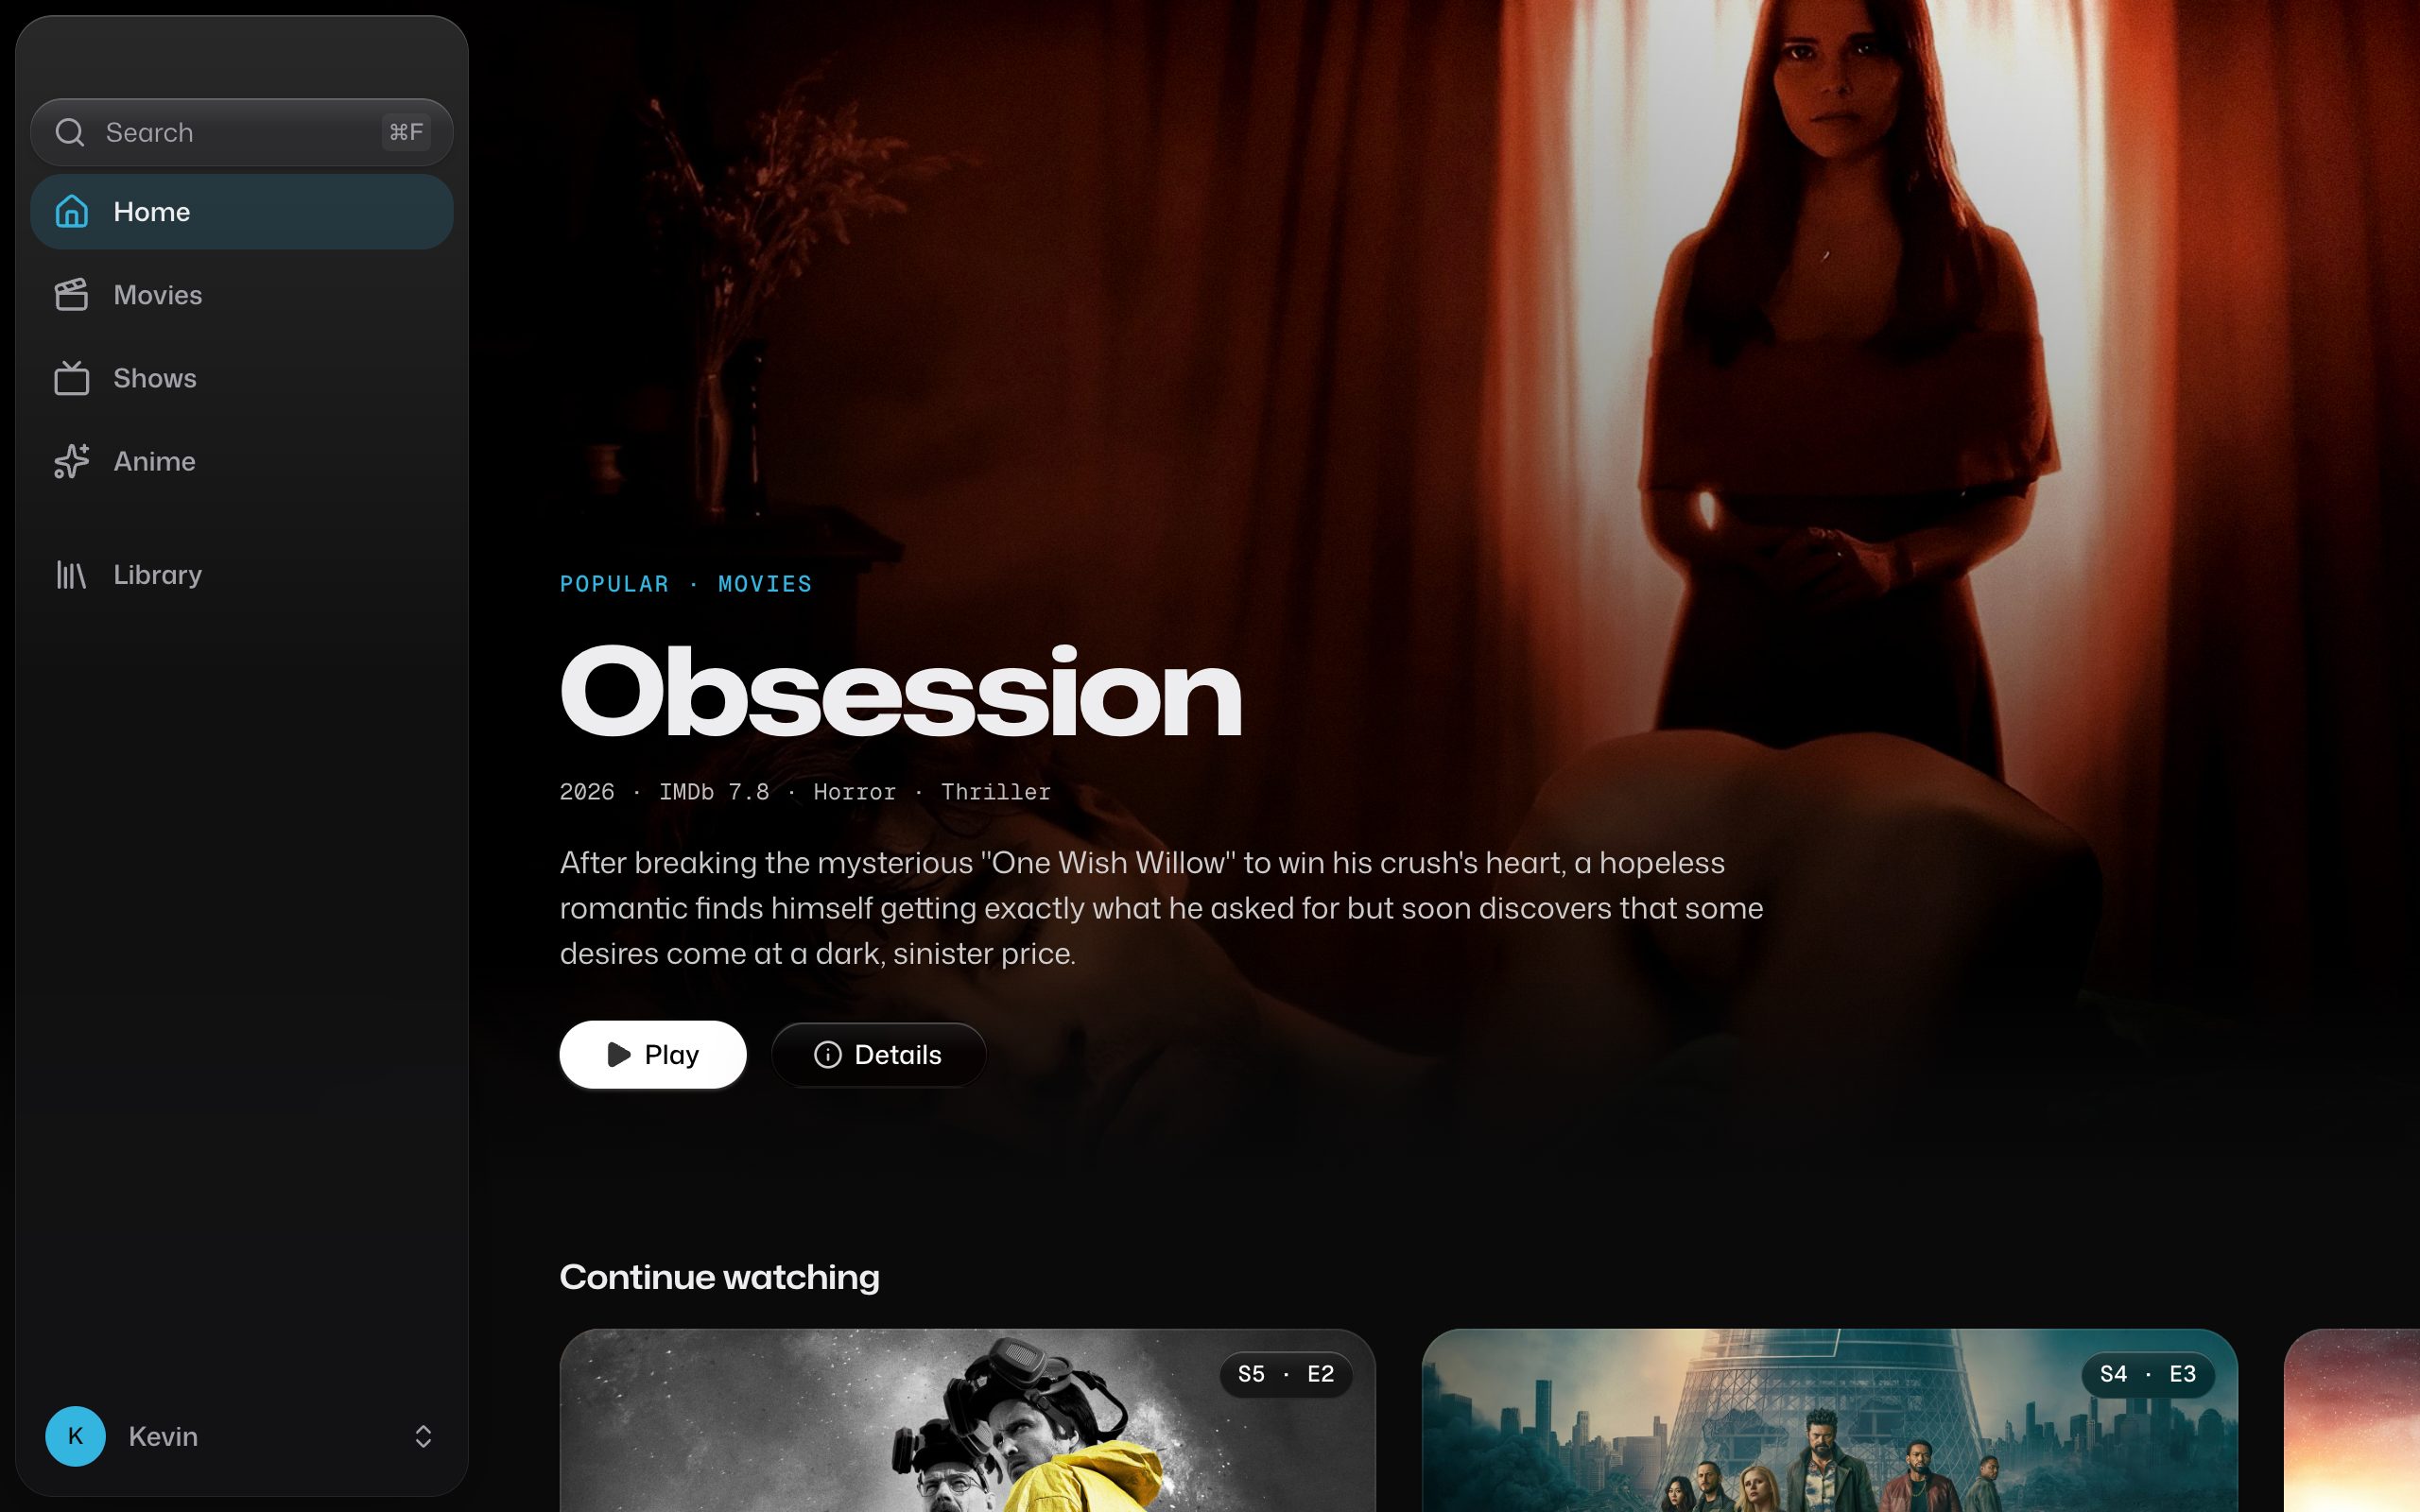 Search ⌘F
Home
Movies
Shows
Anime
Library
POPULAR · MOVIES
Obsession
2026 · IMDb 7.8 · Horror · Thriller
After breaking the mysterious "One Wish Willow" to win his crush's heart, a hopeless
romantic finds himself getting exactly what he asked for but soon discovers that some
desires come at a dark, sinister price.
Play Details
Continue watching
S5 · E2
S4 · E3
K Kevin